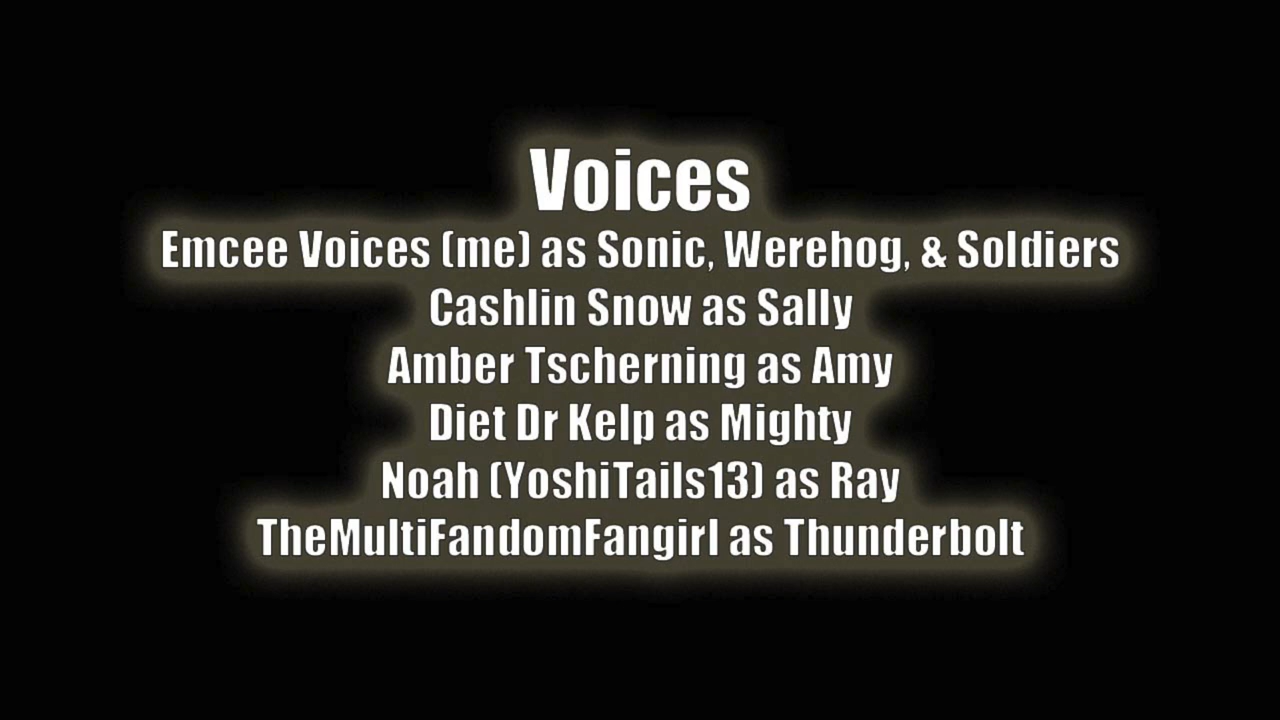 Voices
Emcee Voices (me) as Sonic, Werehog, & Soldiers
Cashlin Snow as Sally
Amber Tscherning as Amy
Diet Dr Kelp as Mighty
Noah (YoshiTails13) as Ray
TheMultiFandomFangirl as Thunderbolt